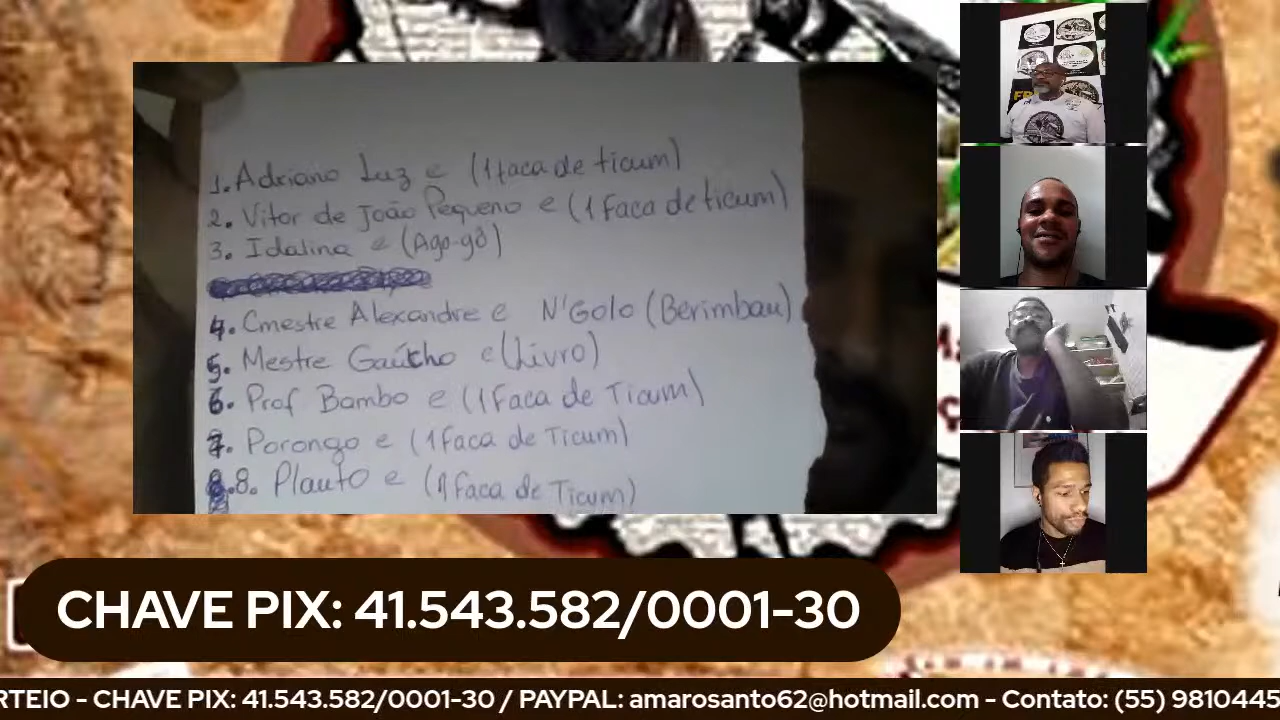 1. Adriano Luz e (1 faca de ticum)
2. Vitor de João Pequeno e (1 Faca de ticum)
3. Idalina e (Ago-gô)
4. Cmestre Alexandre e N'Golo (Berimbau)
5. Mestre Gaúcho e (Livro)
6. Prof Bambo e (1 Faca de Ticum)
7. Porongo e (1 Faca de Ticum)
8. Plauto e (1 faca de Ticum)
CHAVE PIX: 41.543.582/0001-30
RTEIO - CHAVE PIX: 41.543.582/0001-30 / PAYPAL: amarosanto62@hotmail.com - Contato: (55) 9810445